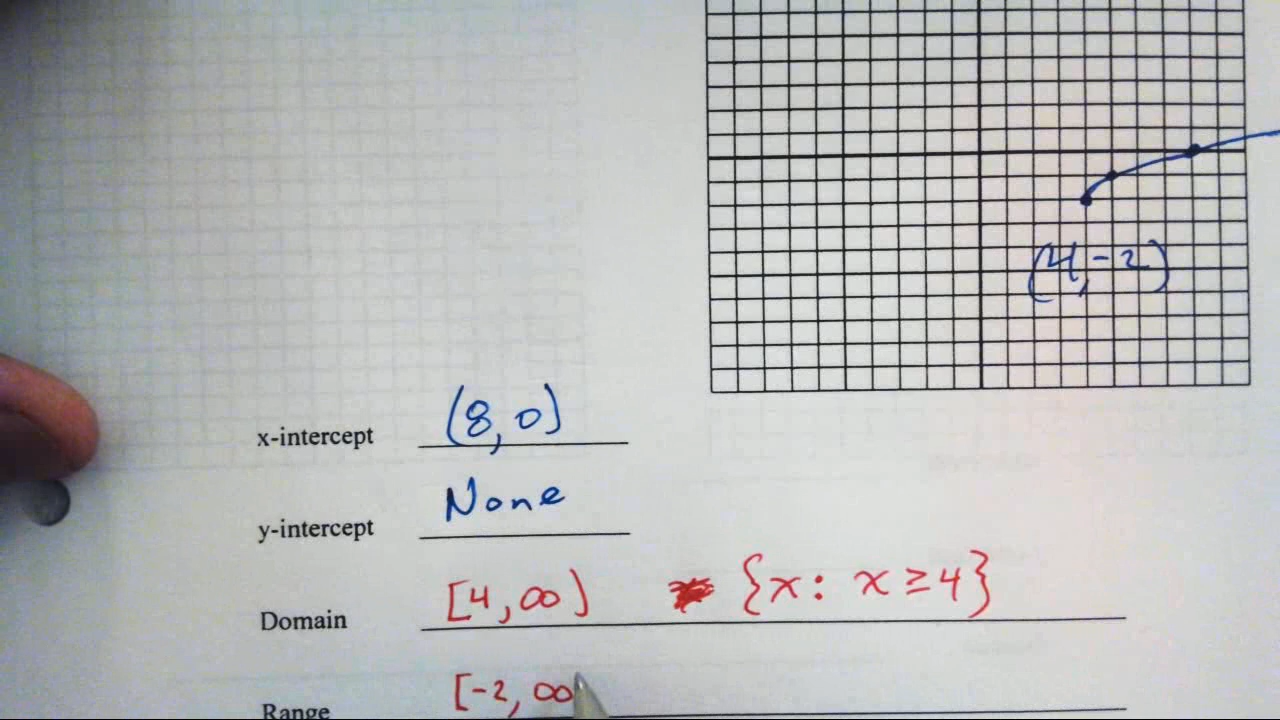 (4,-2)
x-intercept (8,0)
y-intercept None
Domain [4,∞) {x: x≥4}
Range [-2,∞